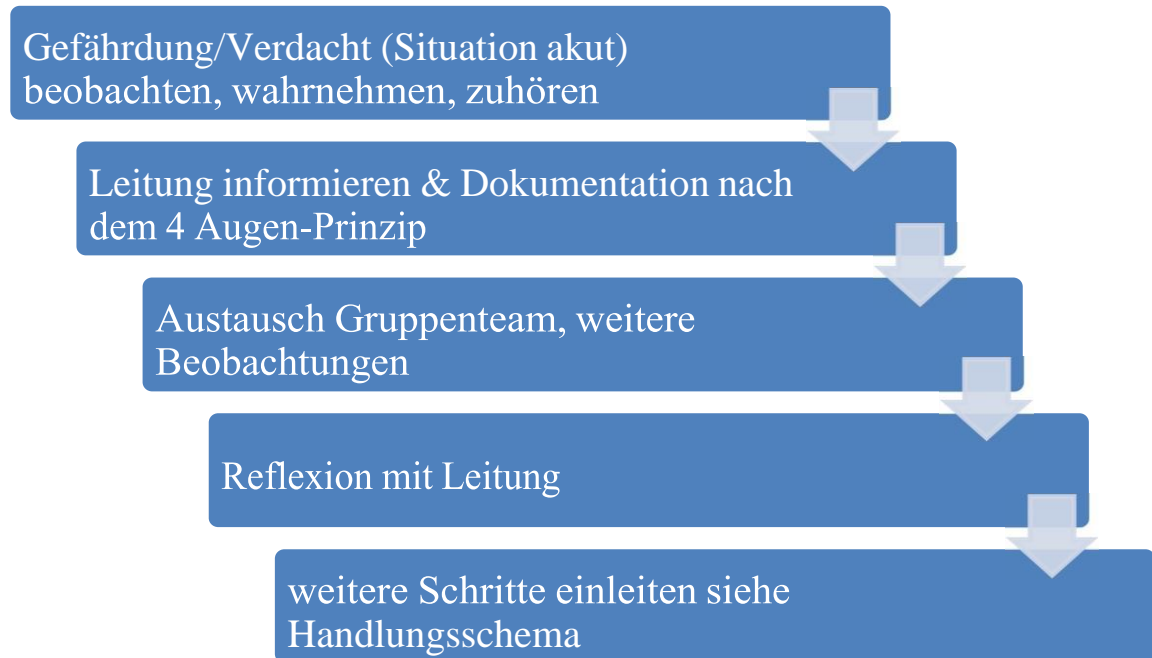 Gefährdung/Verdacht (Situation akut)
beobachten, wahrnehmen, zuhören
Leitung informieren & Dokumentation nach
dem 4 Augen-Prinzip
Austausch Gruppenteam, weitere
Beobachtungen
Reflexion mit Leitung
weitere Schritte einleiten siehe
Handlungsschema